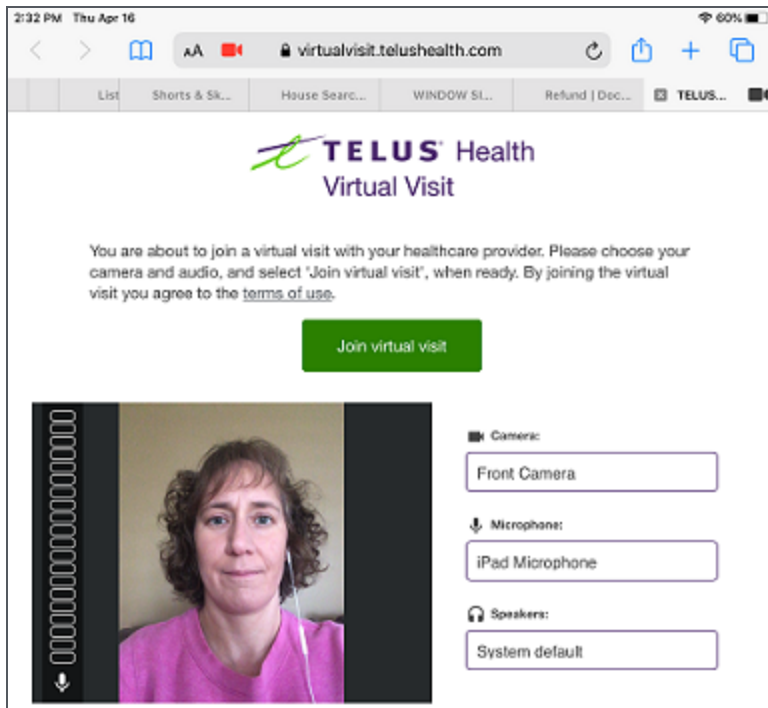 2:32 PM Thu Apr 16 60%
AA virtualvisit.telushealth.com
List Shorts & Sk... House Searc... WINDOW SI... Refund | Doc... TELUS...
TELUS Health
Virtual Visit
You are about to join a virtual visit with your healthcare provider. Please choose your
camera and audio, and select 'Join virtual visit', when ready. By joining the virtual
visit you agree to the terms of use.
Join virtual visit
Camera:
Front Camera
Microphone:
iPad Microphone
Speakers:
System default